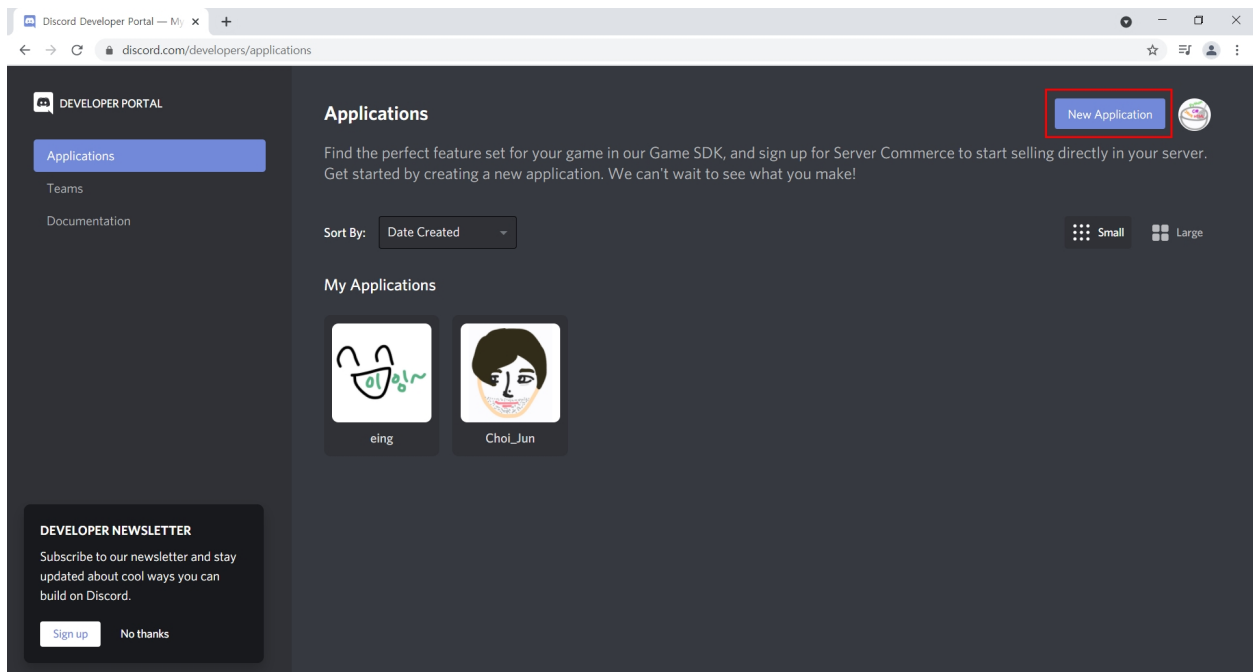 Discord Developer Portal — My
discord.com/developers/applications
DEVELOPER PORTAL
Applications
Teams
Documentation
Applications
New Application
Find the perfect feature set for your game in our Game SDK, and sign up for Server Commerce to start selling directly in your server.
Get started by creating a new application. We can't wait to see what you make!
Sort By:
Date Created
Small
Large
My Applications
이잉~
eing
Choi_Jun
DEVELOPER NEWSLETTER
Subscribe to our newsletter and stay
updated about cool ways you can
build on Discord.
Sign up
No thanks